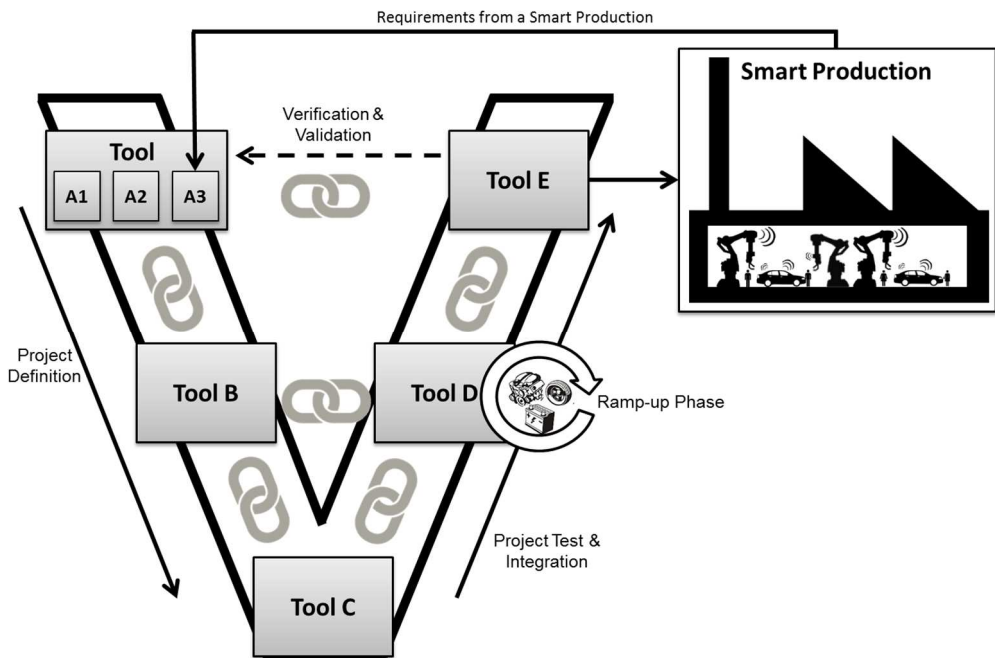 Requirements from a Smart Production
Smart Production
Verification &
Validation
Tool
A1
A2
A3
Tool E
Project
Definition
Tool B
Tool D
Ramp-up Phase
Project Test &
Integration
Tool C